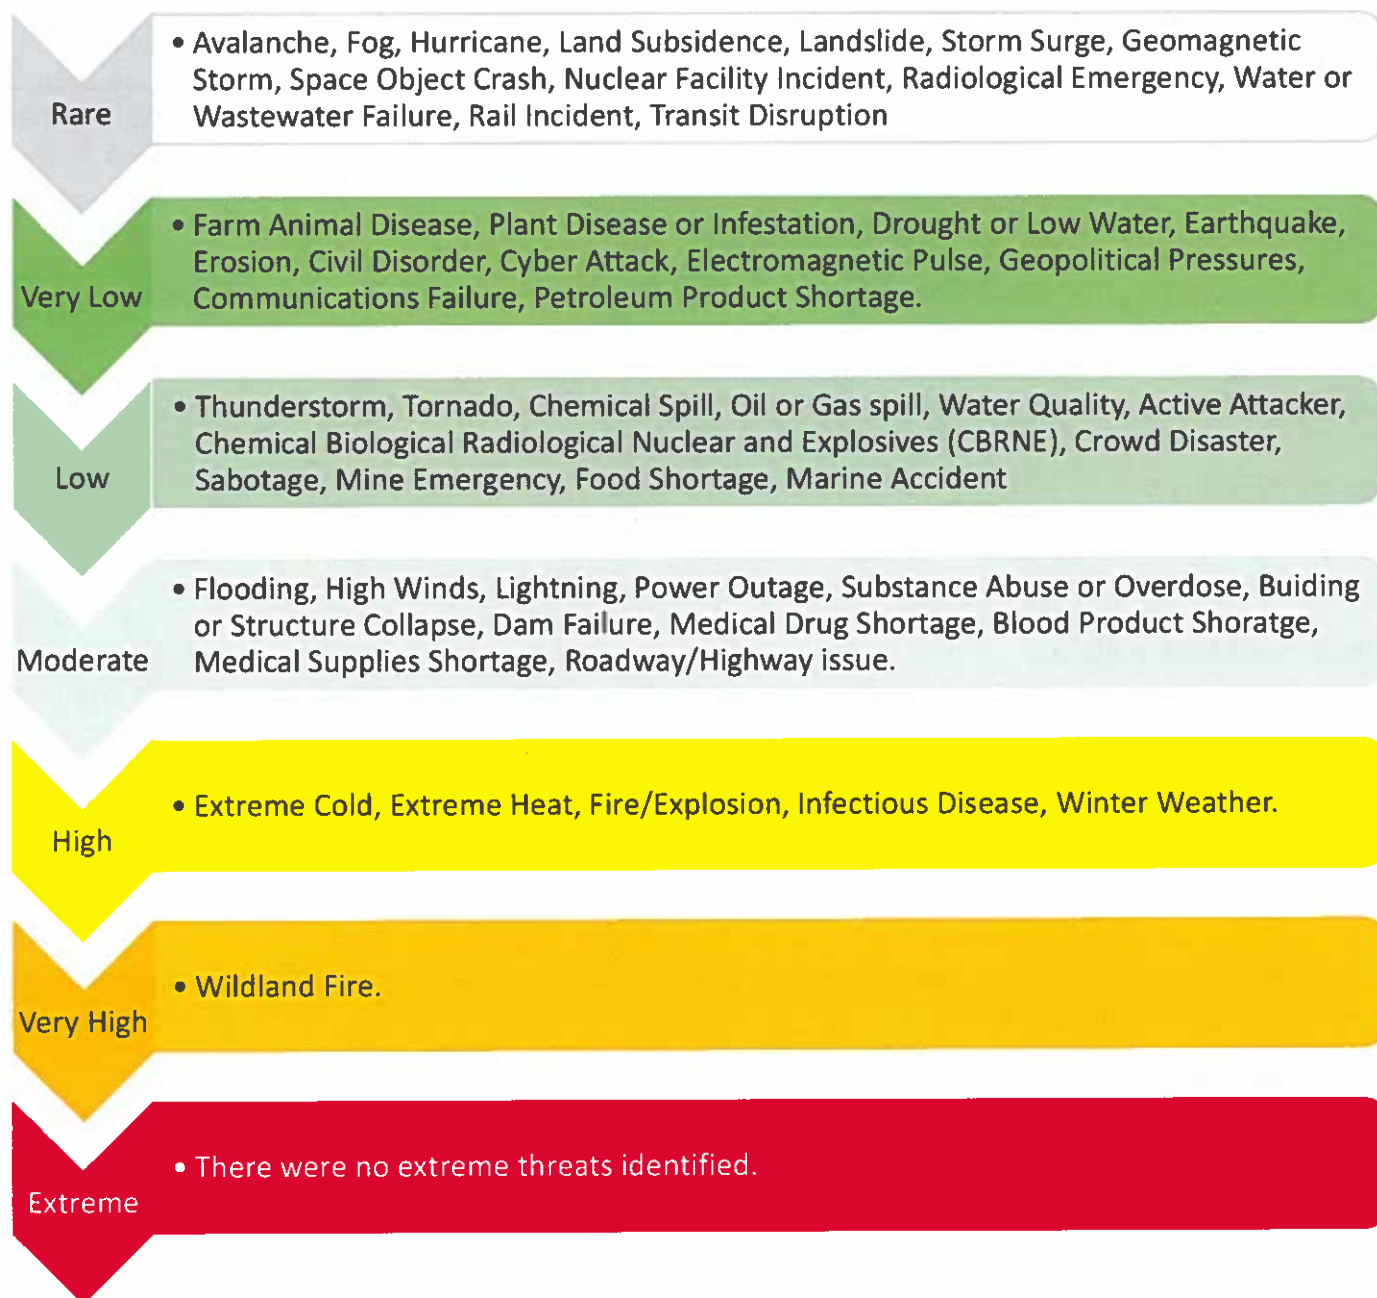 • Avalanche, Fog, Hurricane, Land Subsidence, Landslide, Storm Surge, Geomagnetic
Storm, Space Object Crash, Nuclear Facility Incident, Radiological Emergency, Water or
Wastewater Failure, Rail Incident, Transit Disruption
Rare
• Farm Animal Disease, Plant Disease or Infestation, Drought or Low Water, Earthquake,
Erosion, Civil Disorder, Cyber Attack, Electromagnetic Pulse, Geopolitical Pressures,
Communications Failure, Petroleum Product Shortage.
Very Low
• Thunderstorm, Tornado, Chemical Spill, Oil or Gas spill, Water Quality, Active Attacker,
Chemical Biological Radiological Nuclear and Explosives (CBRNE), Crowd Disaster,
Sabotage, Mine Emergency, Food Shortage, Marine Accident
Low
• Flooding, High Winds, Lightning, Power Outage, Substance Abuse or Overdose, Buiding
or Structure Collapse, Dam Failure, Medical Drug Shortage, Blood Product Shoratge,
Medical Supplies Shortage, Roadway/Highway issue.
Moderate
• Extreme Cold, Extreme Heat, Fire/Explosion, Infectious Disease, Winter Weather.
High
• Wildland Fire.
Very High
• There were no extreme threats identified.
Extreme